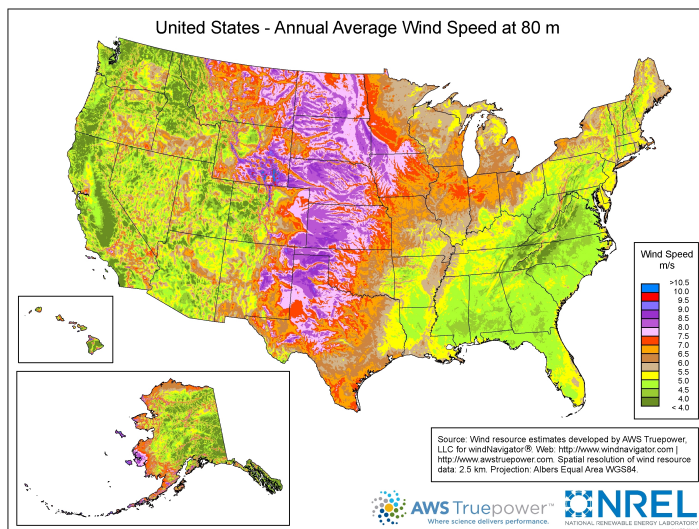 United States - Annual Average Wind Speed at 80 m
Wind Speed
m/s
>10.5
10.0
9.5
9.0
8.5
8.0
7.5
7.0
6.5
6.0
5.5
5.0
4.5
4.0
< 4.0
Source: Wind resource estimates developed by AWS Truepower,
LLC for windNavigator®. Web: http://www.windnavigator.com |
http://www.awstruepower.com. Spatial resolution of wind resource
data: 2.5 km. Projection: Albers Equal Area WGS84.
AWS Truepower™
Where science delivers performance.
NREL
NATIONAL RENEWABLE ENERGY LABORATORY